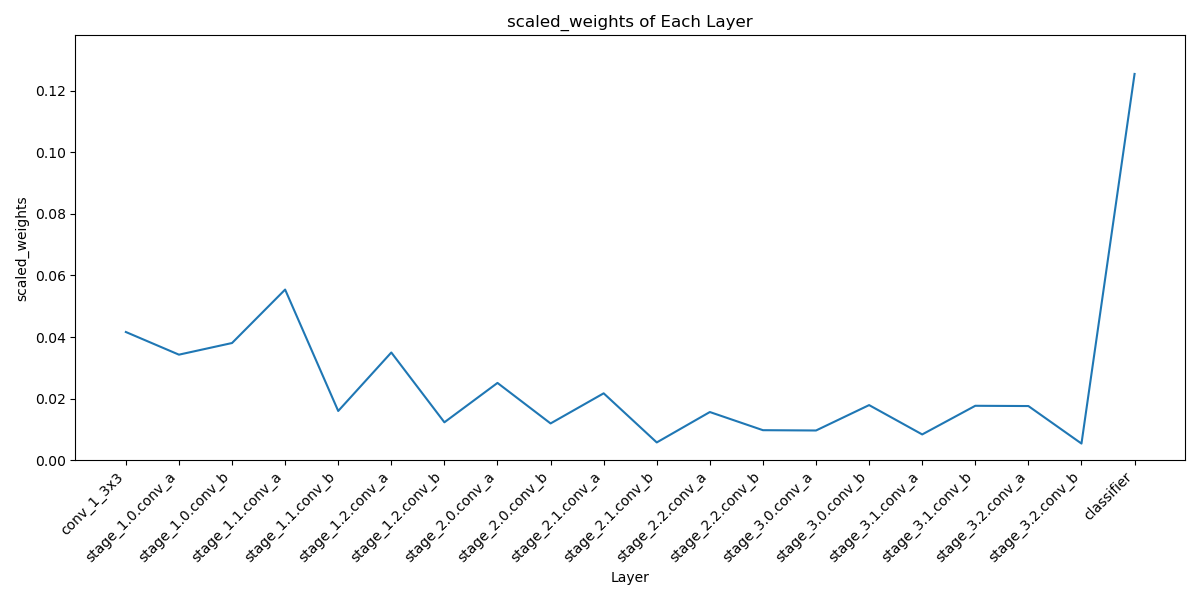 scaled_weights of Each Layer
scaled_weights
0.12
0.10
0.08
0.06
0.04
0.02
0.00
conv_1_3x3
stage_1.0.conv_a
stage_1.0.conv_b
stage_1.1.conv_a
stage_1.1.conv_b
stage_1.2.conv_a
stage_1.2.conv_b
stage_2.0.conv_a
stage_2.0.conv_b
stage_2.1.conv_a
stage_2.1.conv_b
stage_2.2.conv_a
stage_2.2.conv_b
stage_3.0.conv_a
stage_3.0.conv_b
stage_3.1.conv_a
stage_3.1.conv_b
stage_3.2.conv_a
stage_3.2.conv_b
classifier
Layer